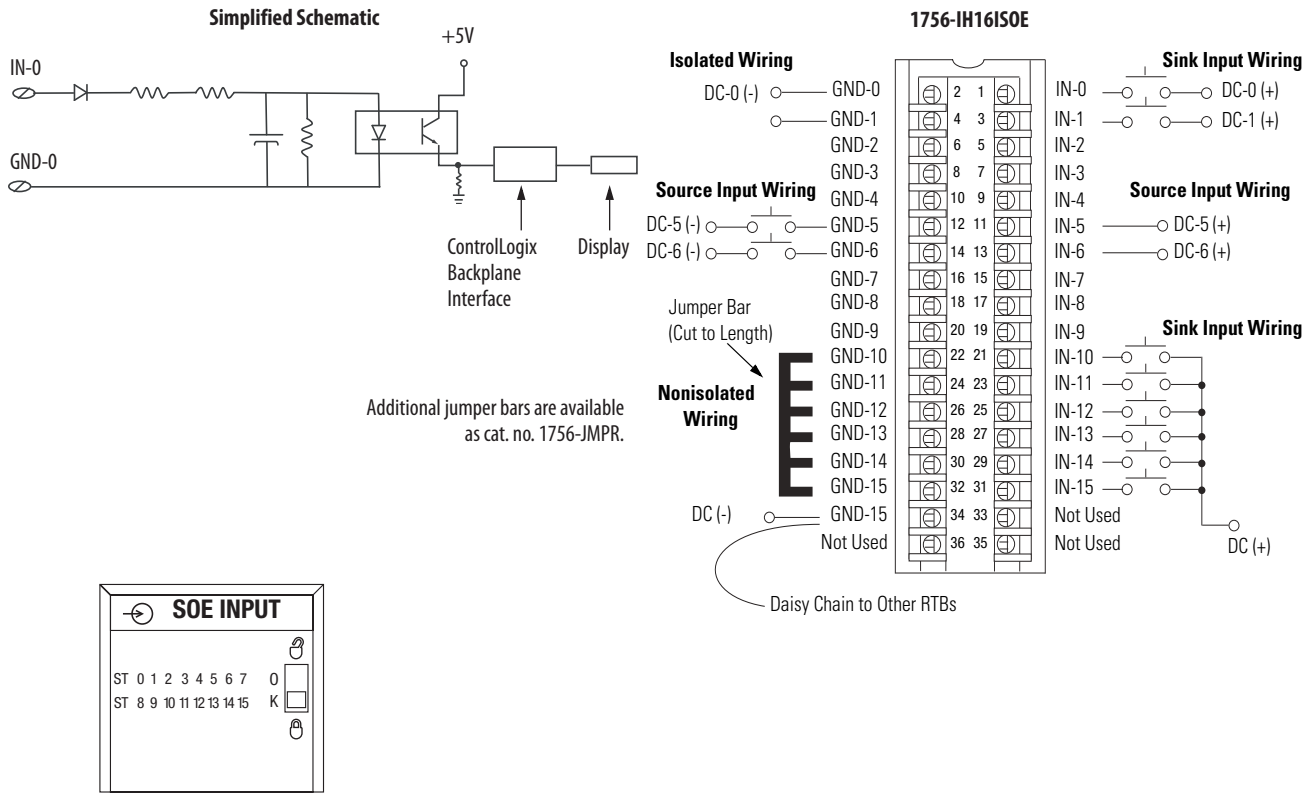 Simplified Schematic
+5V
IN-0
GND-0
ControlLogix
Backplane
Interface
Display
Additional jumper bars are available
as cat. no. 1756-JMPR.
1756-IH16ISOE
Isolated Wiring
Sink Input Wiring
DC-0 (-) GND-0 2 1 IN-0 DC-0 (+)
GND-1 4 3 IN-1 DC-1 (+)
GND-2 6 5 IN-2
GND-3 8 7 IN-3
Source Input Wiring
Source Input Wiring
GND-4 10 9 IN-4
DC-5 (-) GND-5 12 11 IN-5 DC-5 (+)
DC-6 (-) GND-6 14 13 IN-6 DC-6 (+)
GND-7 16 15 IN-7
GND-8 18 17 IN-8
Jumper Bar
(Cut to Length)
GND-9 20 19 IN-9
Sink Input Wiring
GND-10 22 21 IN-10
Nonisolated
Wiring
GND-11 24 23 IN-11
GND-12 26 25 IN-12
GND-13 28 27 IN-13
GND-14 30 29 IN-14
GND-15 32 31 IN-15
DC (-) GND-15 34 33 Not Used
Not Used 36 35 Not Used
DC (+)
Daisy Chain to Other RTBs
SOE INPUT
ST 0 1 2 3 4 5 6 7 O
ST 8 9 10 11 12 13 14 15 K